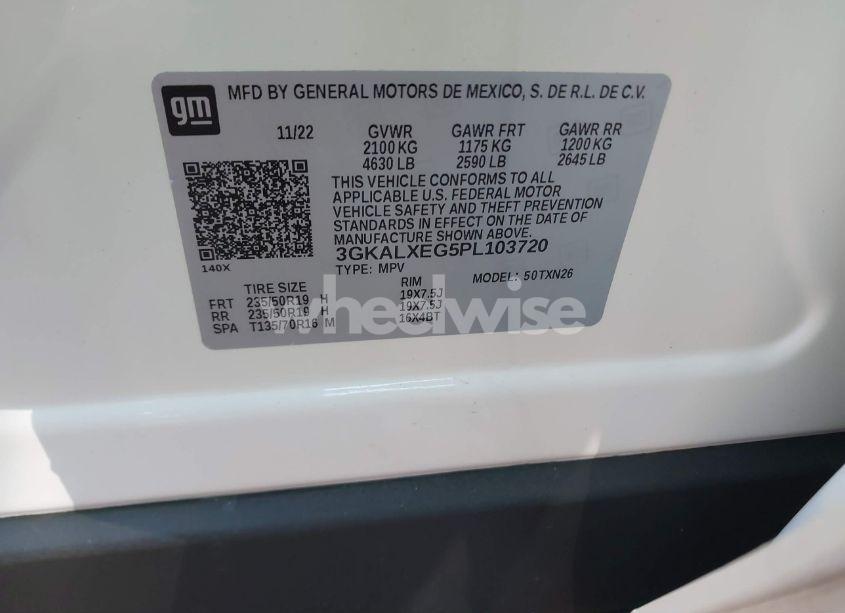 gm MFD BY GENERAL MOTORS DE MEXICO, S. DE R.L. DE C.V.
11/22 GVWR GAWR FRT GAWR RR
2100 KG 1175 KG 1200 KG
4630 LB 2590 LB 2645 LB
THIS VEHICLE CONFORMS TO ALL
APPLICABLE U.S. FEDERAL MOTOR
VEHICLE SAFETY AND THEFT PREVENTION
STANDARDS IN EFFECT ON THE DATE OF
MANUFACTURE SHOWN ABOVE.
3GKALXEG5PL103720
140X TYPE: MPV MODEL: 50TXN26
TIRE SIZE RIM
FRT 235/50R19 H 19X7.5J
RR 235/50R19 H 19X7.5J
SPA T135/70R16 M 16X4BT
wheelwise